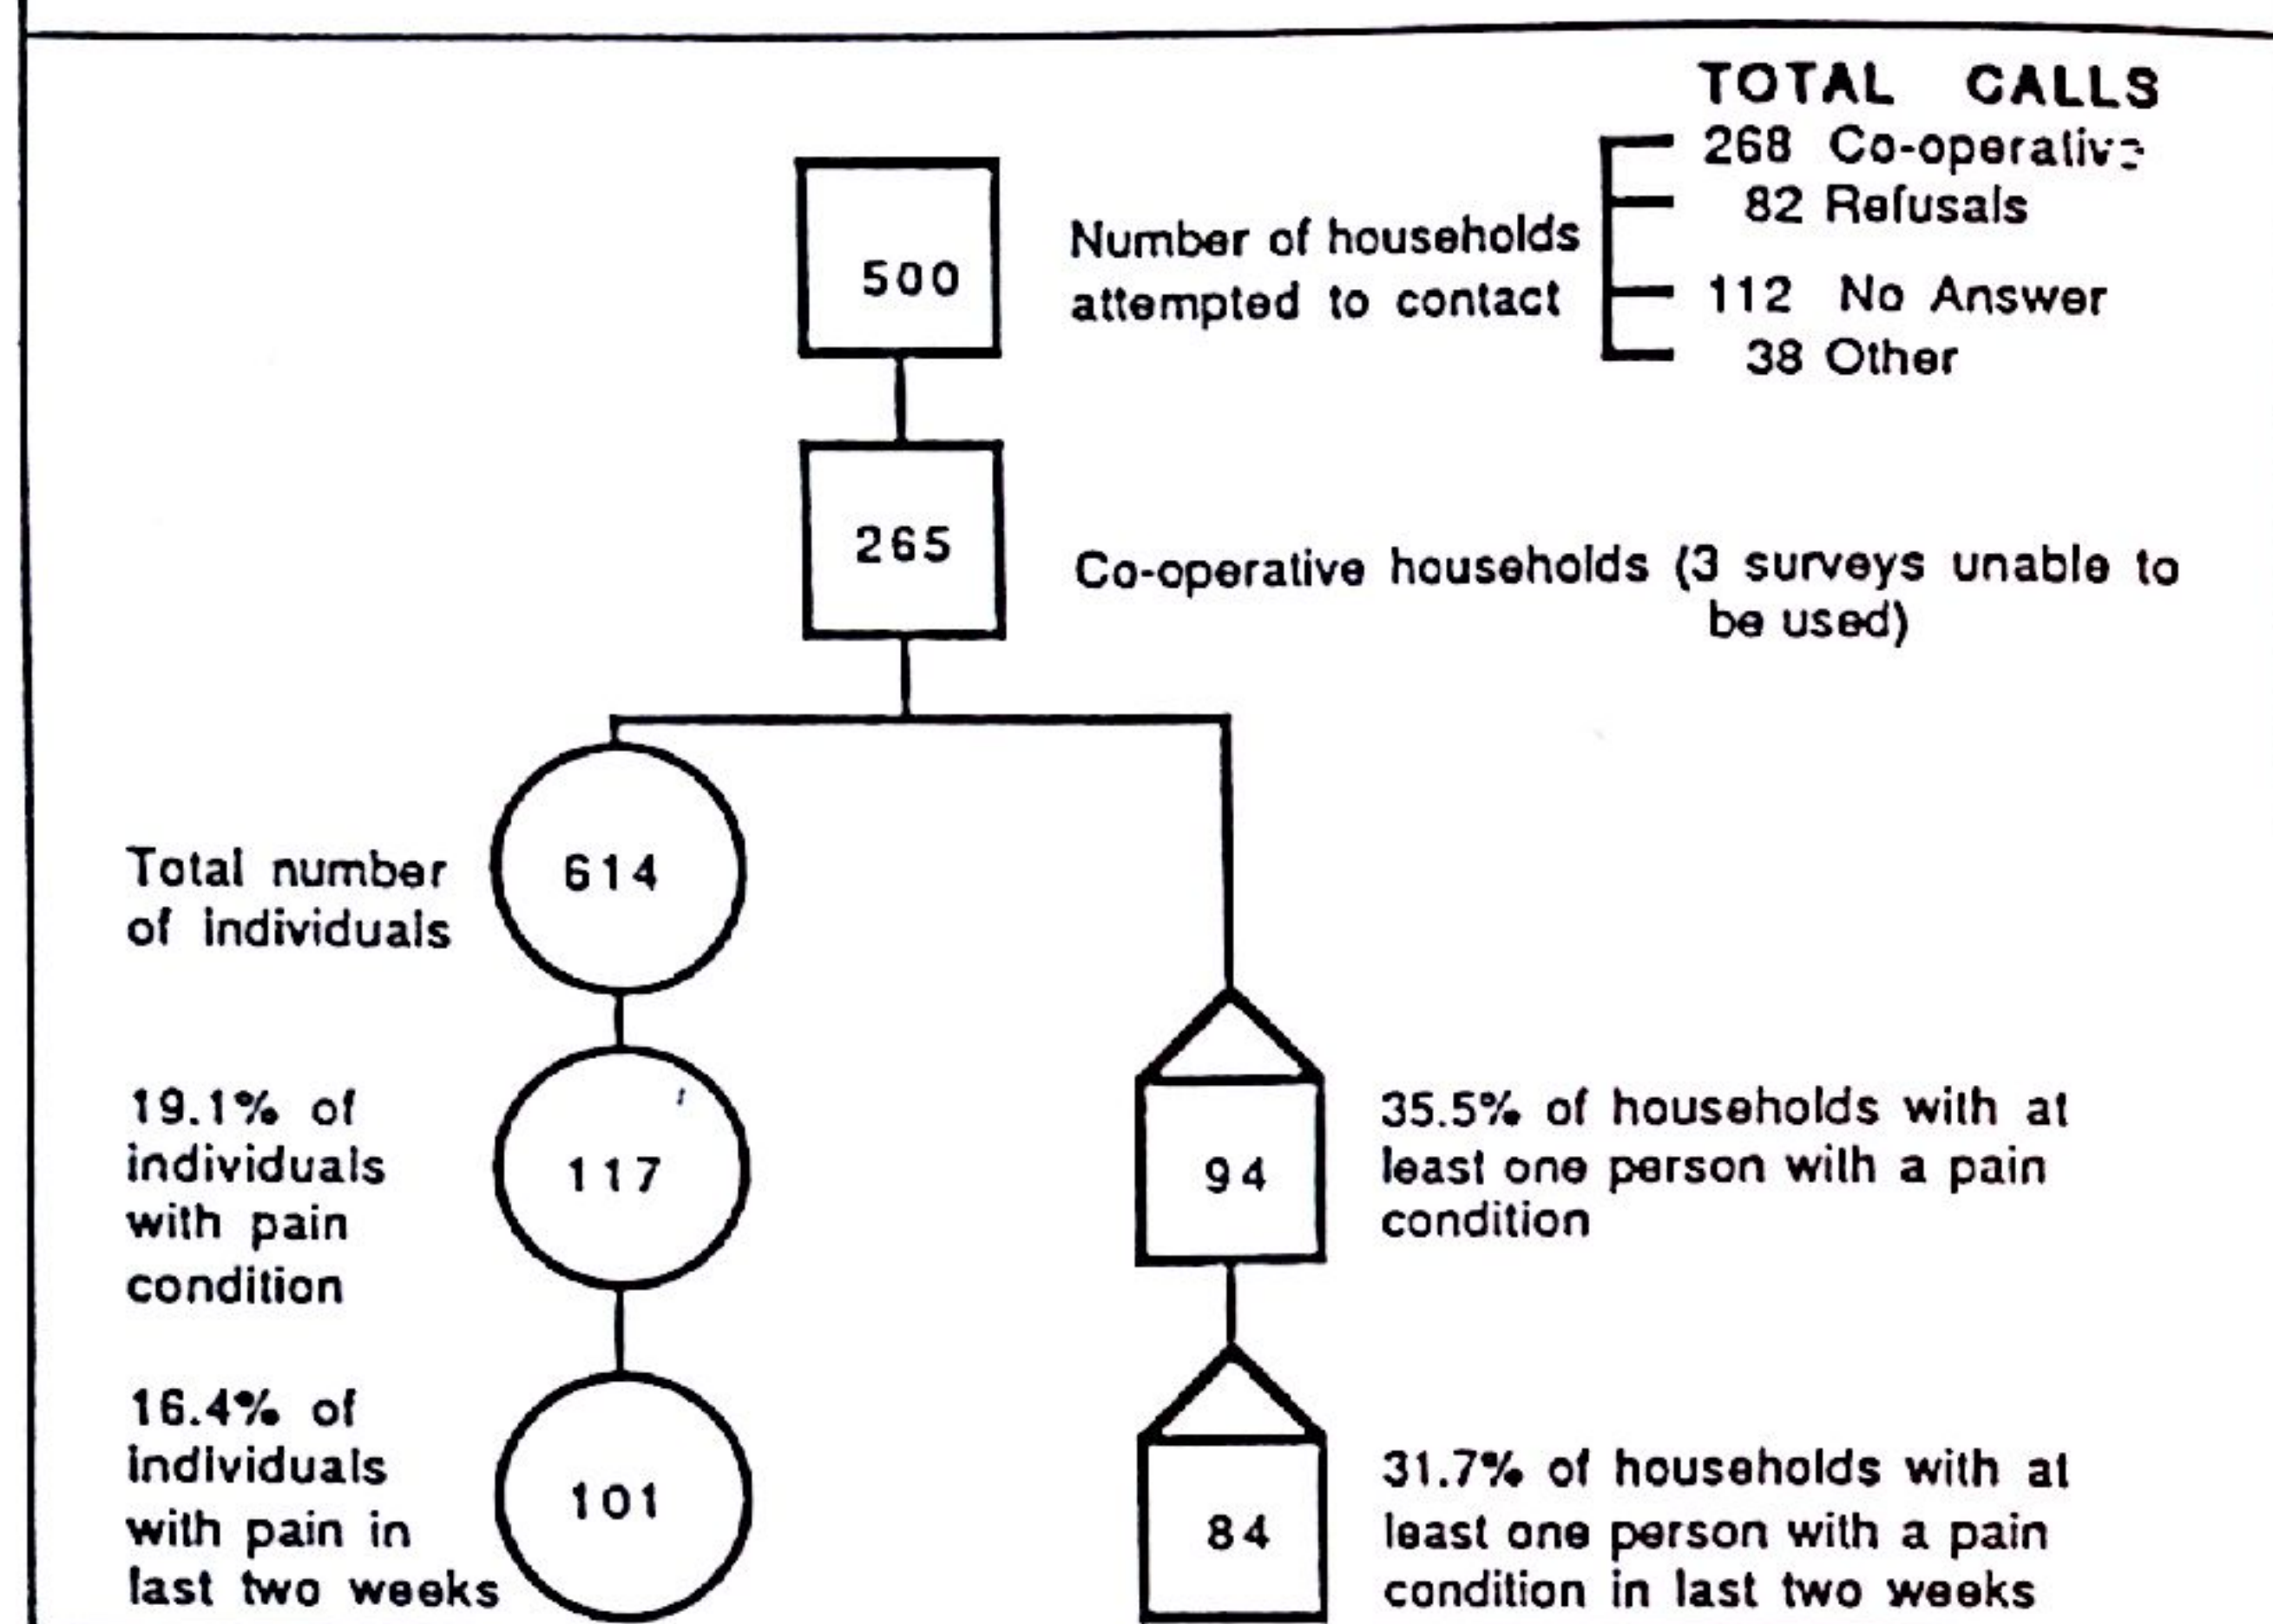 TOTAL CALLS
268 Co-operative
82 Refusals
112 No Answer
38 Other
500
Number of households
attempted to contact
265
Co-operative households (3 surveys unable to
be used)
Total number
of individuals
614
19.1% of
individuals
with pain
condition
117
94
35.5% of households with at
least one person with a pain
condition
16.4% of
individuals
with pain in
last two weeks
101
84
31.7% of households with at
least one person with a pain
condition in last two weeks